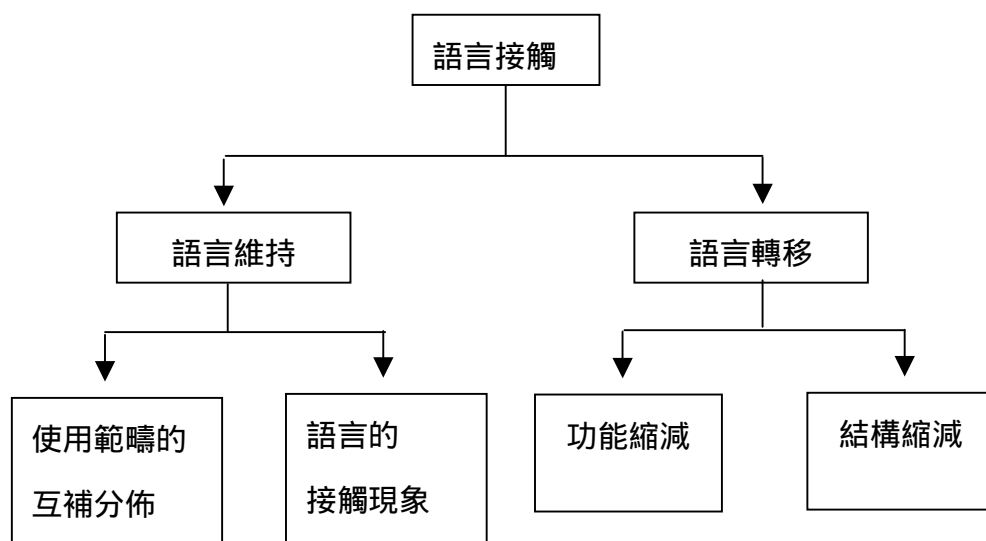 語言接觸
語言維持
語言轉移
使用範疇的
互補分佈
語言的
接觸現象
功能縮減
結構縮減